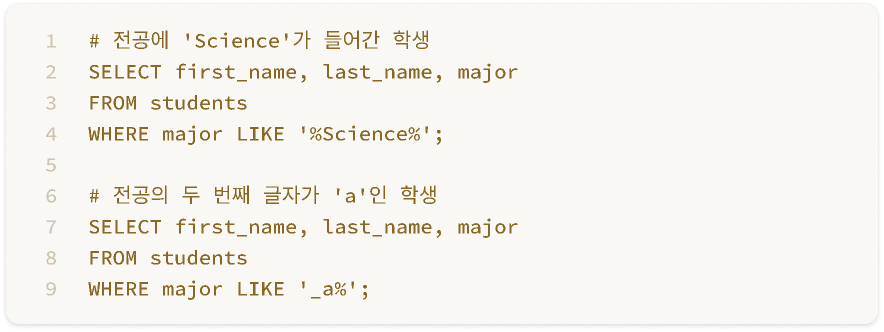 1 # 전공에 'Science'가 들어간 학생
2 SELECT first_name, last_name, major
3 FROM students
4 WHERE major LIKE '%Science%';
5
6 # 전공의 두 번째 글자가 'a'인 학생
7 SELECT first_name, last_name, major
8 FROM students
9 WHERE major LIKE '_a%';